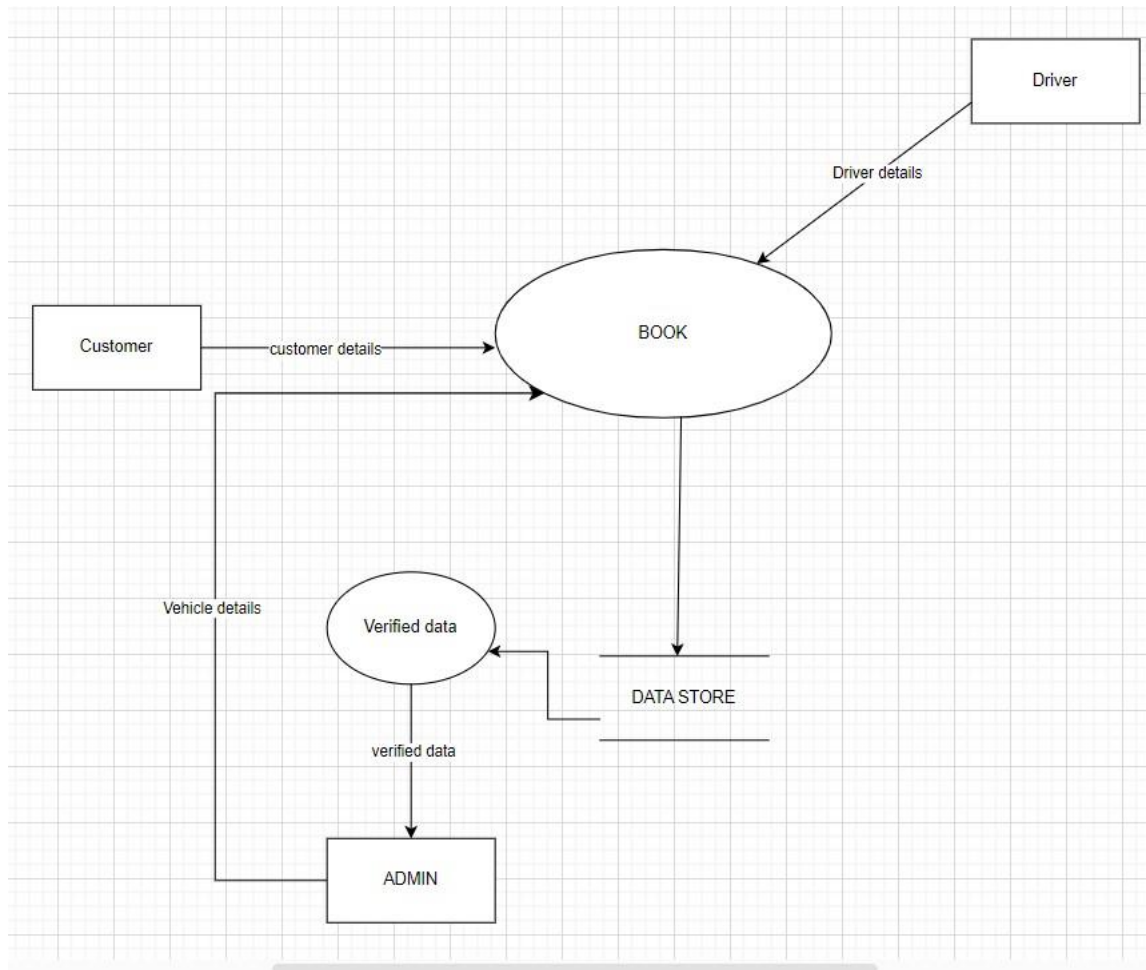 Driver
Driver details
BOOK
Customer
customer details
Vehicle details
Verified data
DATA STORE
verified data
ADMIN